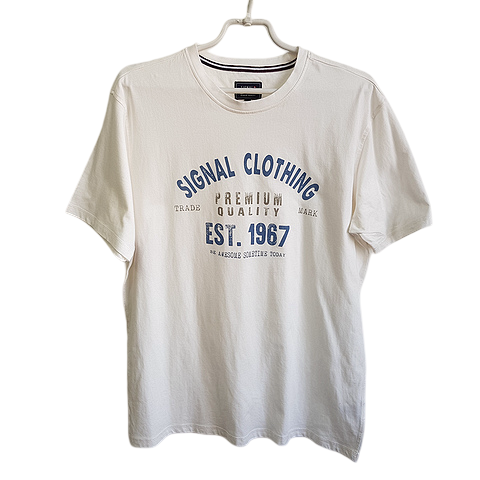 SIGNAL CLOTHING
PREMIUM
TRADE QUALITY MARK
EST. 1967
BE AWESOME SOMETIME TODAY